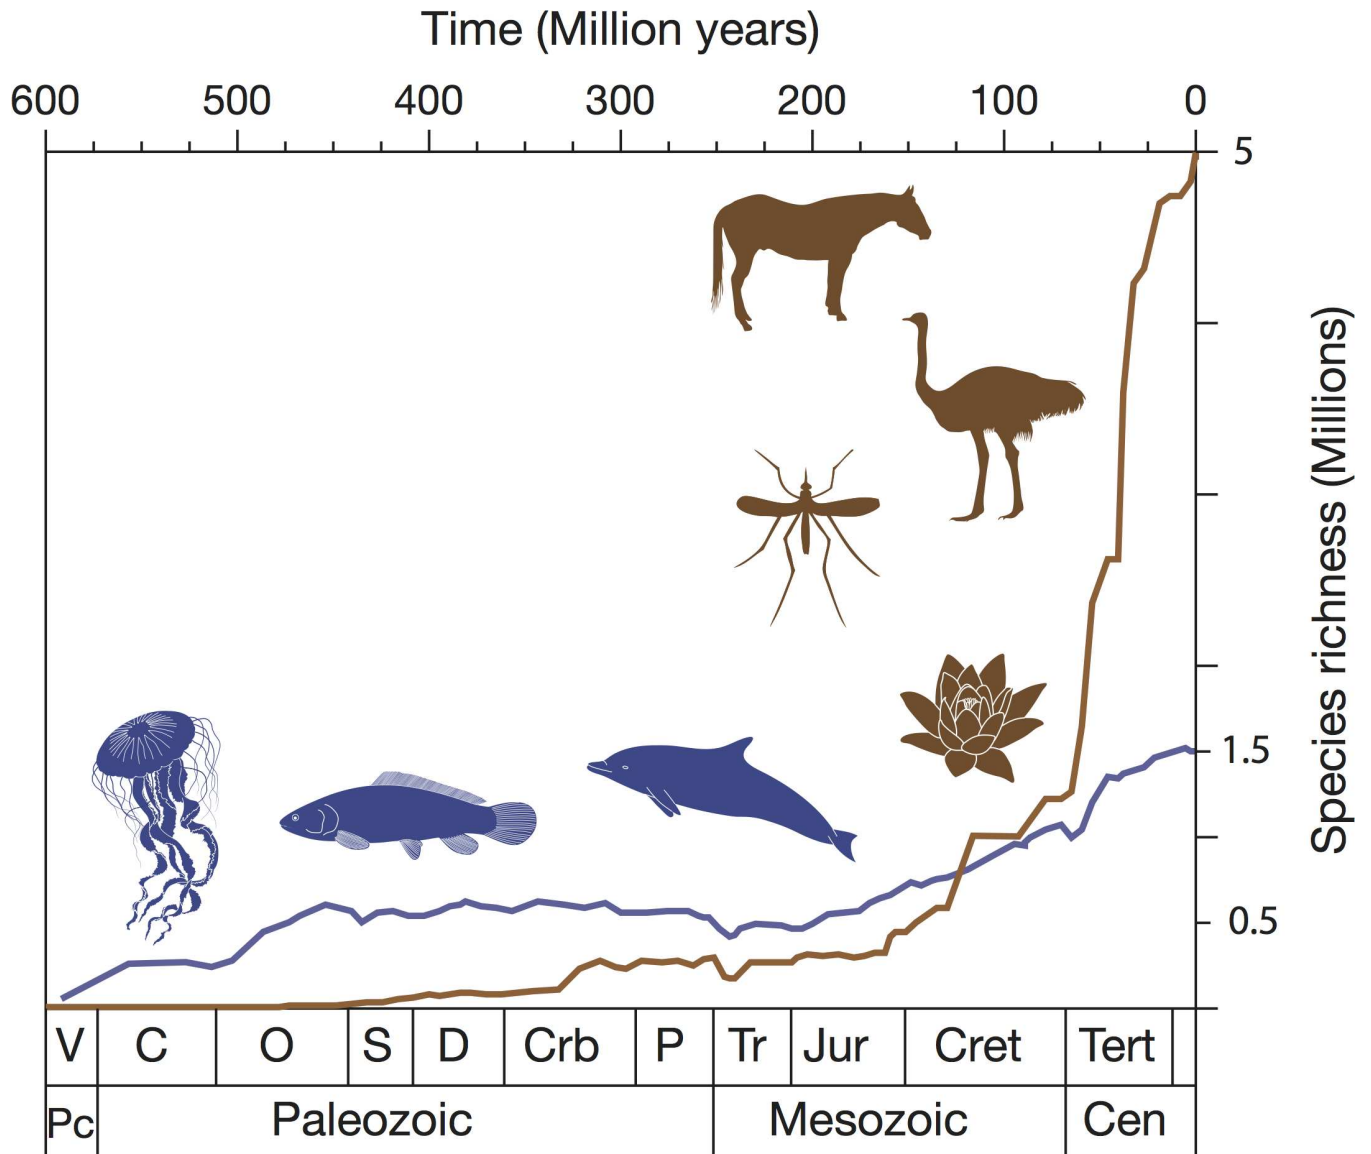 Time (Million years)
600 500 400 300 200 100 0
5
1.5
0.5
Species richness (Millions)
V C O S D Crb P Tr Jur Cret Tert
Pc Paleozoic Mesozoic Cen